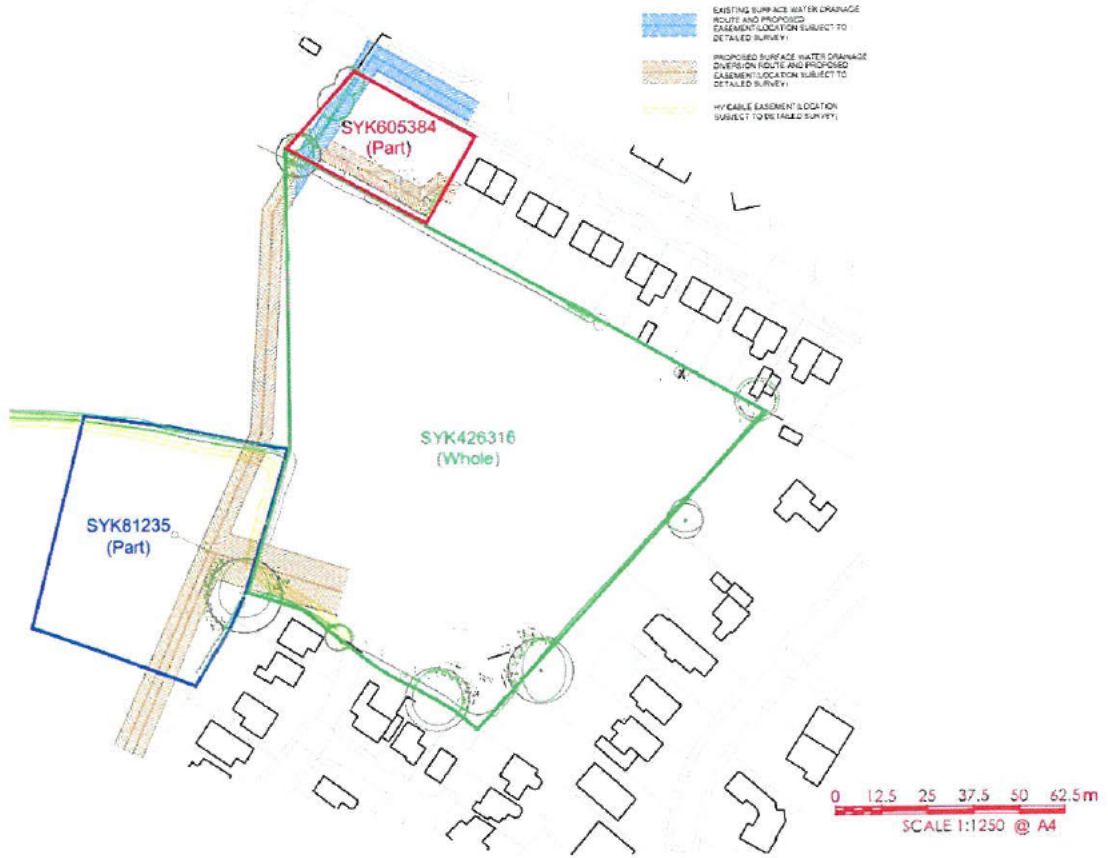 EXISTING SURFACE WATER DRAINAGE
ROUTE AND PROPOSED
EASEMENT(LOCATION SUBJECT TO
DETAILED SURVEY)
PROPOSED SURFACE WATER DRAINAGE
DIVERSION ROUTE AND PROPOSED
EASEMENT(LOCATION SUBJECT TO
DETAILED SURVEY)
HV CABLE EASEMENT(LOCATION
SUBJECT TO DETAILED SURVEY)
SYK605384
(Part)
SYK426316
(Whole)
SYK81235
(Part)
0 12.5 25 37.5 50 62.5m
SCALE 1:1250 @ A4